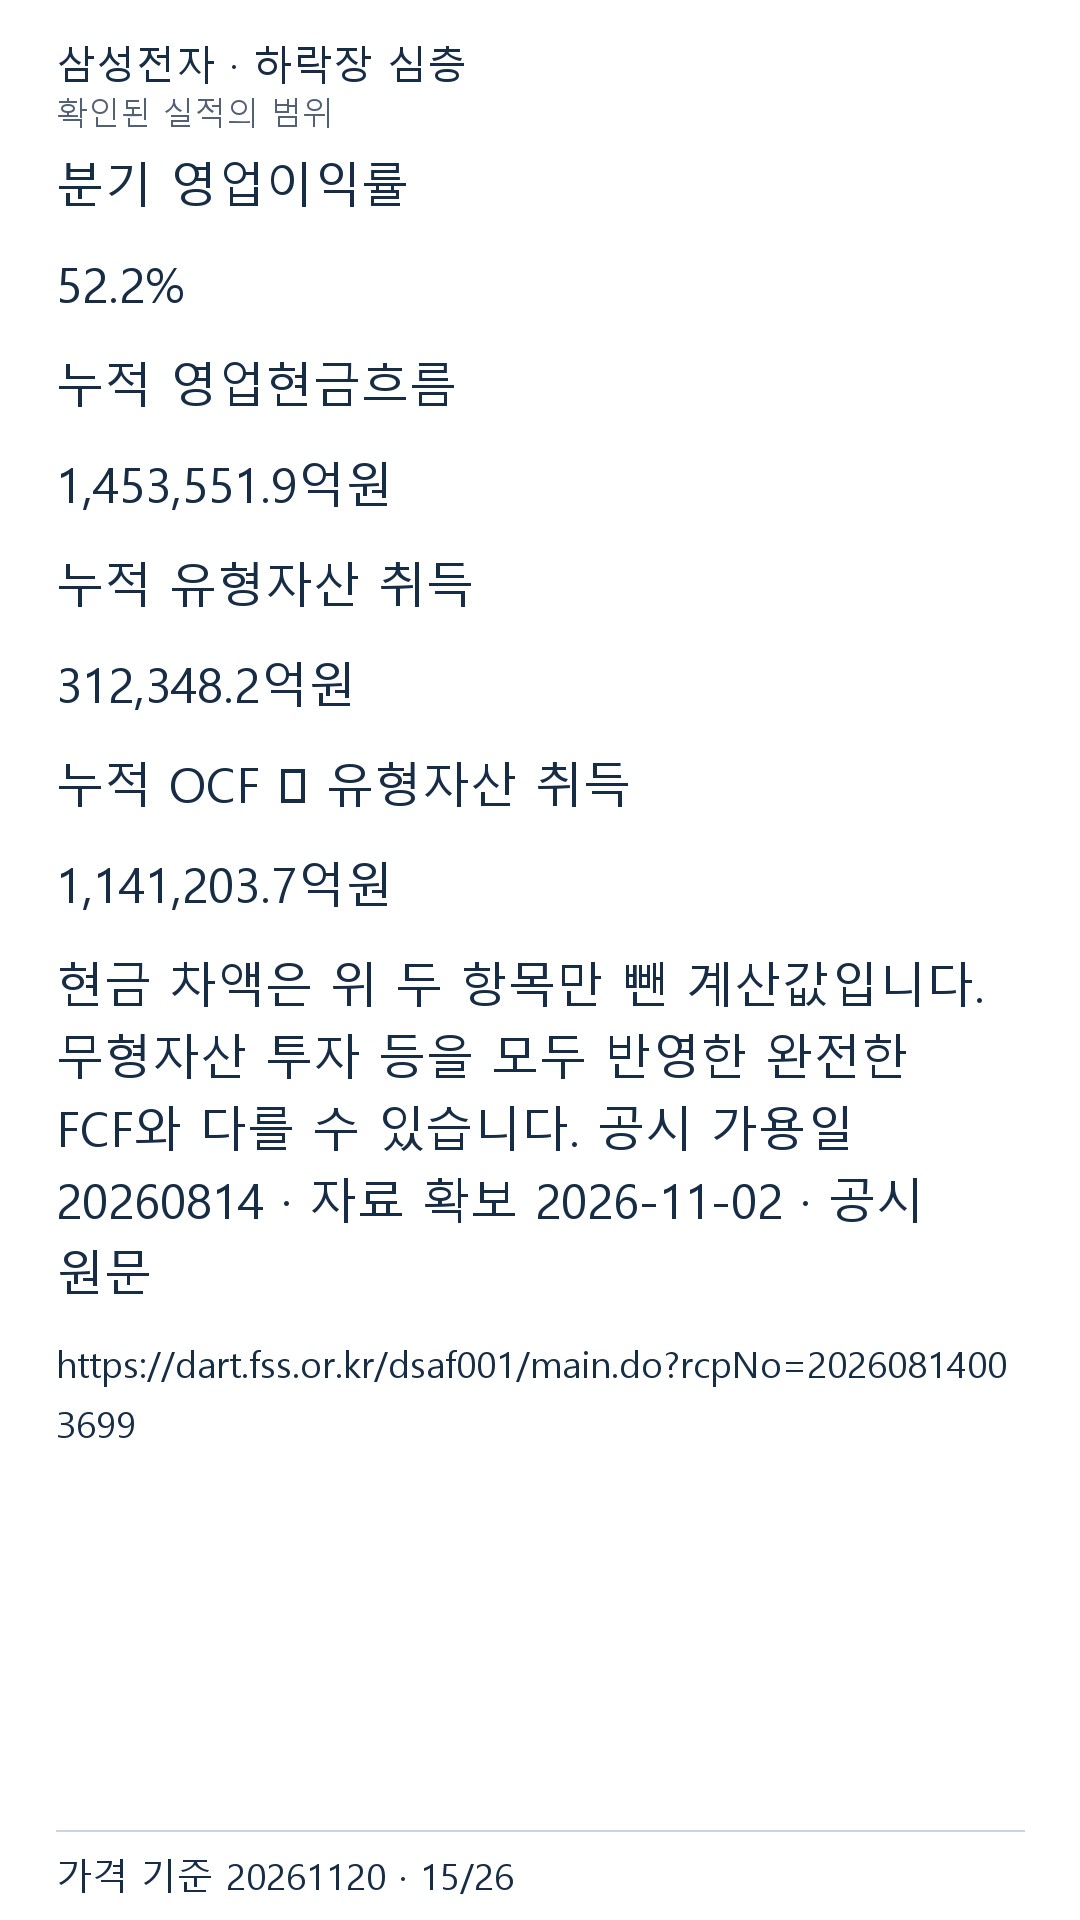 삼성전자 · 하락장 심층
확인된 실적의 범위
분기 영업이익률
52.2%
누적 영업현금흐름
1,453,551.9억원
누적 유형자산 취득
312,348.2억원
누적 OCF □ 유형자산 취득
1,141,203.7억원
현금 차액은 위 두 항목만 뺀 계산값입니다.
무형자산 투자 등을 모두 반영한 완전한
FCF와 다를 수 있습니다. 공시 가용일
20260814 · 자료 확보 2026-11-02 · 공시
원문
https://dart.fss.or.kr/dsaf001/main.do?rcpNo=2026081400
3699
가격 기준 20261120 · 15/26